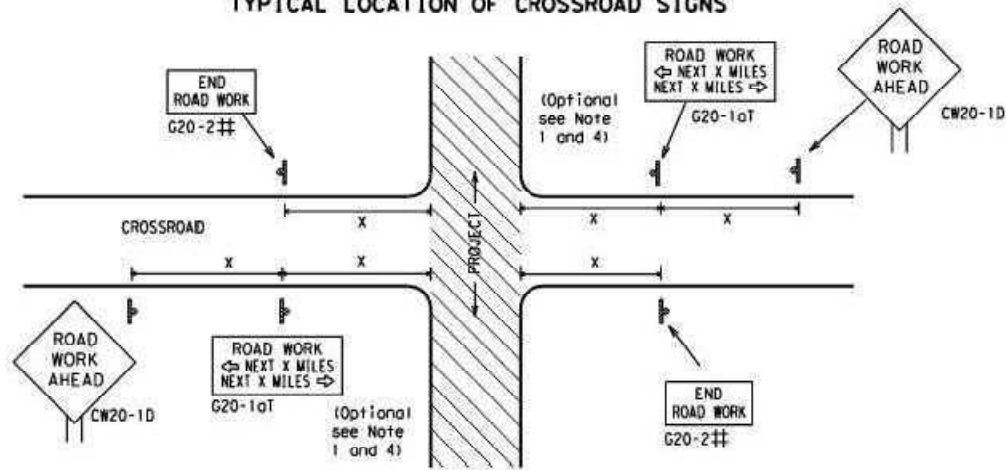 TYPICAL LOCATION OF CROSSROAD SIGNS
END
ROAD WORK
G20-2##
(Optional
see Note
1 and 4)
ROAD WORK
⇦ NEXT X MILES
NEXT X MILES ⇨
G20-1aT
ROAD
WORK
AHEAD
CW20-1D
CROSSROAD
X
X
X
PROJECT
X
X
X
ROAD
WORK
AHEAD
CW20-1D
ROAD WORK
⇦ NEXT X MILES
NEXT X MILES ⇨
G20-1aT
(Optional
see Note
1 and 4)
END
ROAD WORK
G20-2##